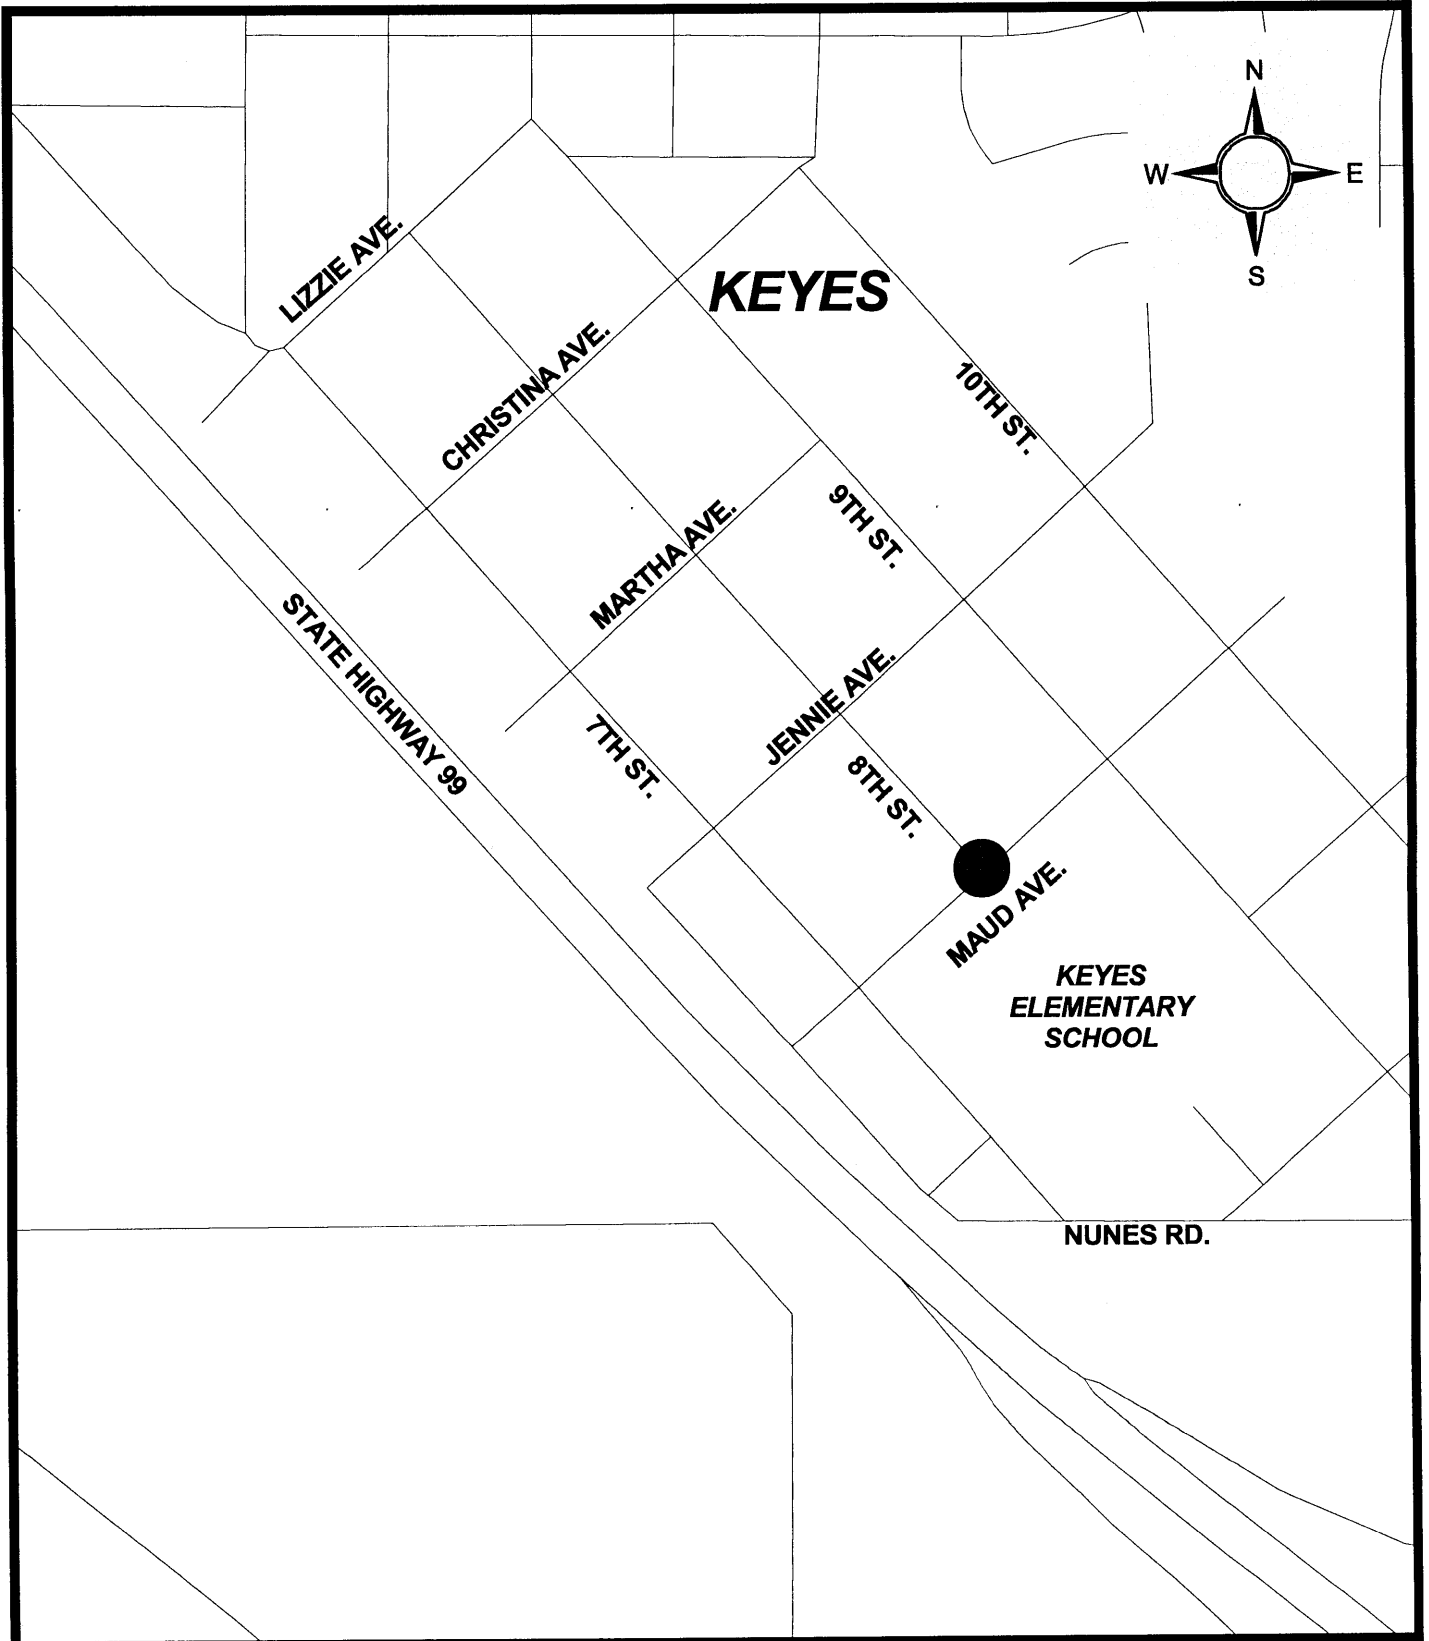 N
W
E
S
LIZZIE AVE.
KEYES
CHRISTINA AVE.
10TH ST.
MARTHA AVE.
9TH ST.
STATE HIGHWAY 99
JENNIE AVE.
7TH ST.
8TH ST.
MAUD AVE.
KEYES
ELEMENTARY
SCHOOL
NUNES RD.